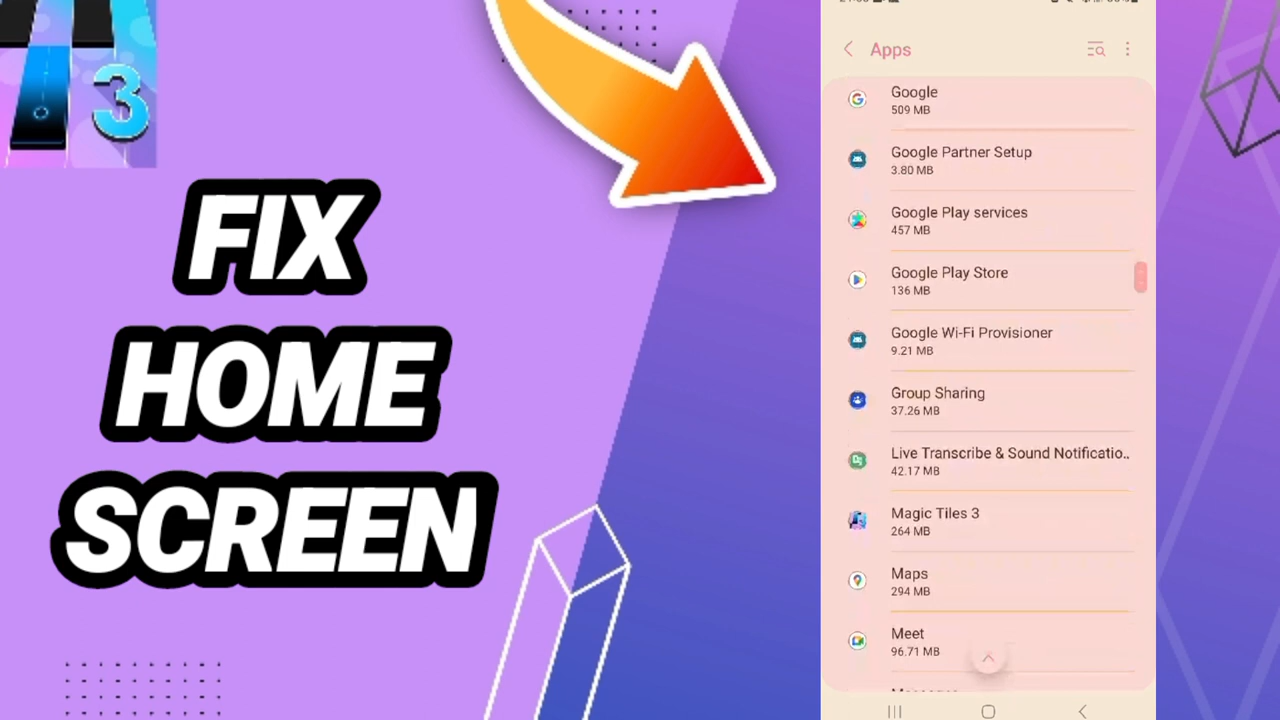 3
FIX
HOME
SCREEN
Apps
Google
509 MB
Google Partner Setup
3.80 MB
Google Play services
457 MB
Google Play Store
136 MB
Google Wi-Fi Provisioner
9.21 MB
Group Sharing
37.26 MB
Live Transcribe & Sound Notificatio..
42.17 MB
Magic Tiles 3
264 MB
Maps
294 MB
Meet
96.71 MB